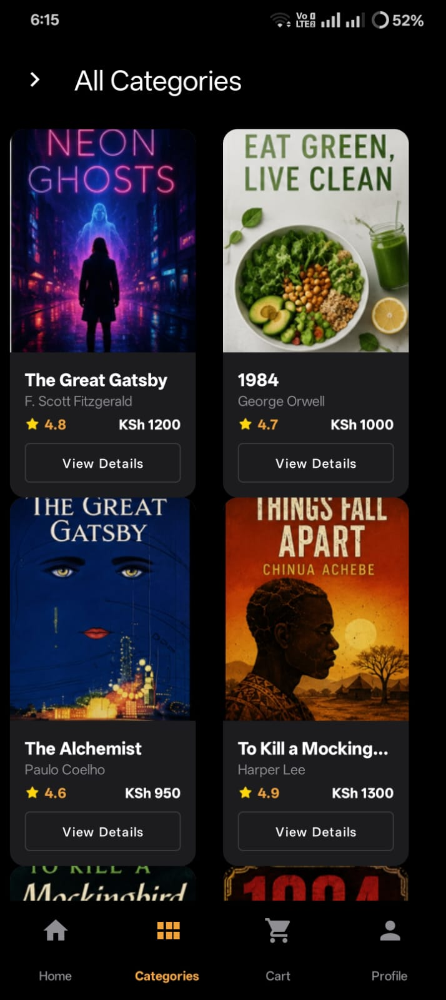 6:15
Vo
LTE2
52%
All Categories
NEON
GHOSTS
EAT GREEN,
LIVE CLEAN
The Great Gatsby
F. Scott Fitzgerald
4.8
KSh 1200
View Details
1984
George Orwell
4.7
KSh 1000
View Details
THE GREAT
GATSBY
THINGS FALL
APART
CHINUA ACHEBE
The Alchemist
Paulo Coelho
4.6
KSh 950
View Details
To Kill a Mocking...
Harper Lee
4.9
KSh 1300
View Details
TO KILL A
Mockingbird
1984
Home
Categories
Cart
Profile